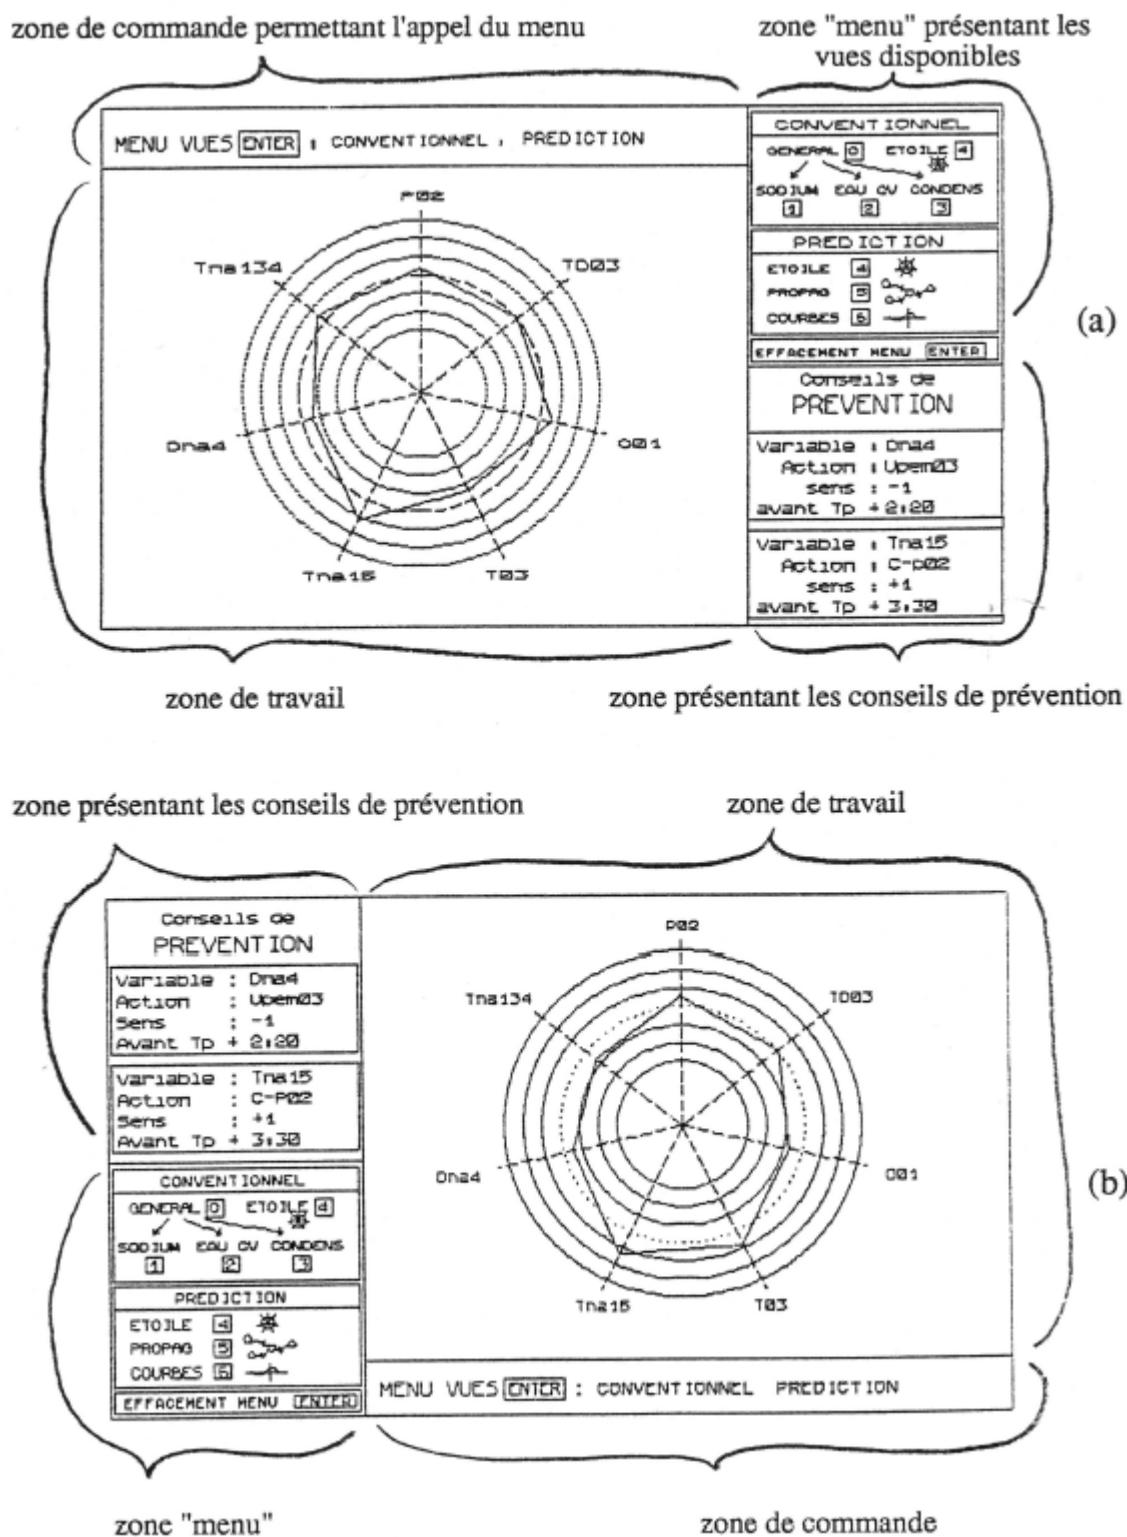 zone de commande permettant l'appel du menu
zone "menu" présentant les
vues disponibles
MENU VUES ENTER : CONVENTIONNEL , PREDICTION
P02
TD03
O01
T03
Tna15
Dna4
Tna134
CONVENTIONNEL
GENERAL 0 ETOILE 4
SODIUM EAU CV CONDENS
1 2 3
PREDICTION
ETOILE 4
PROPAG 5
COURBES 6
EFFACEMENT MENU ENTER
Conseils de
PREVENTION
Variable : Dna4
Action : Upem03
sens : -1
avant Tp + 2:20
Variable : Tna15
Action : C-p02
sens : +1
avant Tp + 3:30
(a)
zone de travail
zone présentant les conseils de prévention
zone présentant les conseils de prévention
zone de travail
Conseils de
PREVENTION
Variable : Dna4
Action : Upem03
Sens : -1
Avant Tp + 2:20
Variable : Tna15
Action : C-P02
Sens : +1
Avant Tp + 3:30
CONVENTIONNEL
GENERAL 0 ETOILE 4
SODIUM EAU CV CONDENS
1 2 3
PREDICTION
ETOILE 4
PROPAG 5
COURBES 6
EFFACEMENT MENU ENTER
P02
TD03
O01
T03
Tna15
Dna4
Tna134
MENU VUES ENTER : CONVENTIONNEL PREDICTION
(b)
zone "menu"
zone de commande